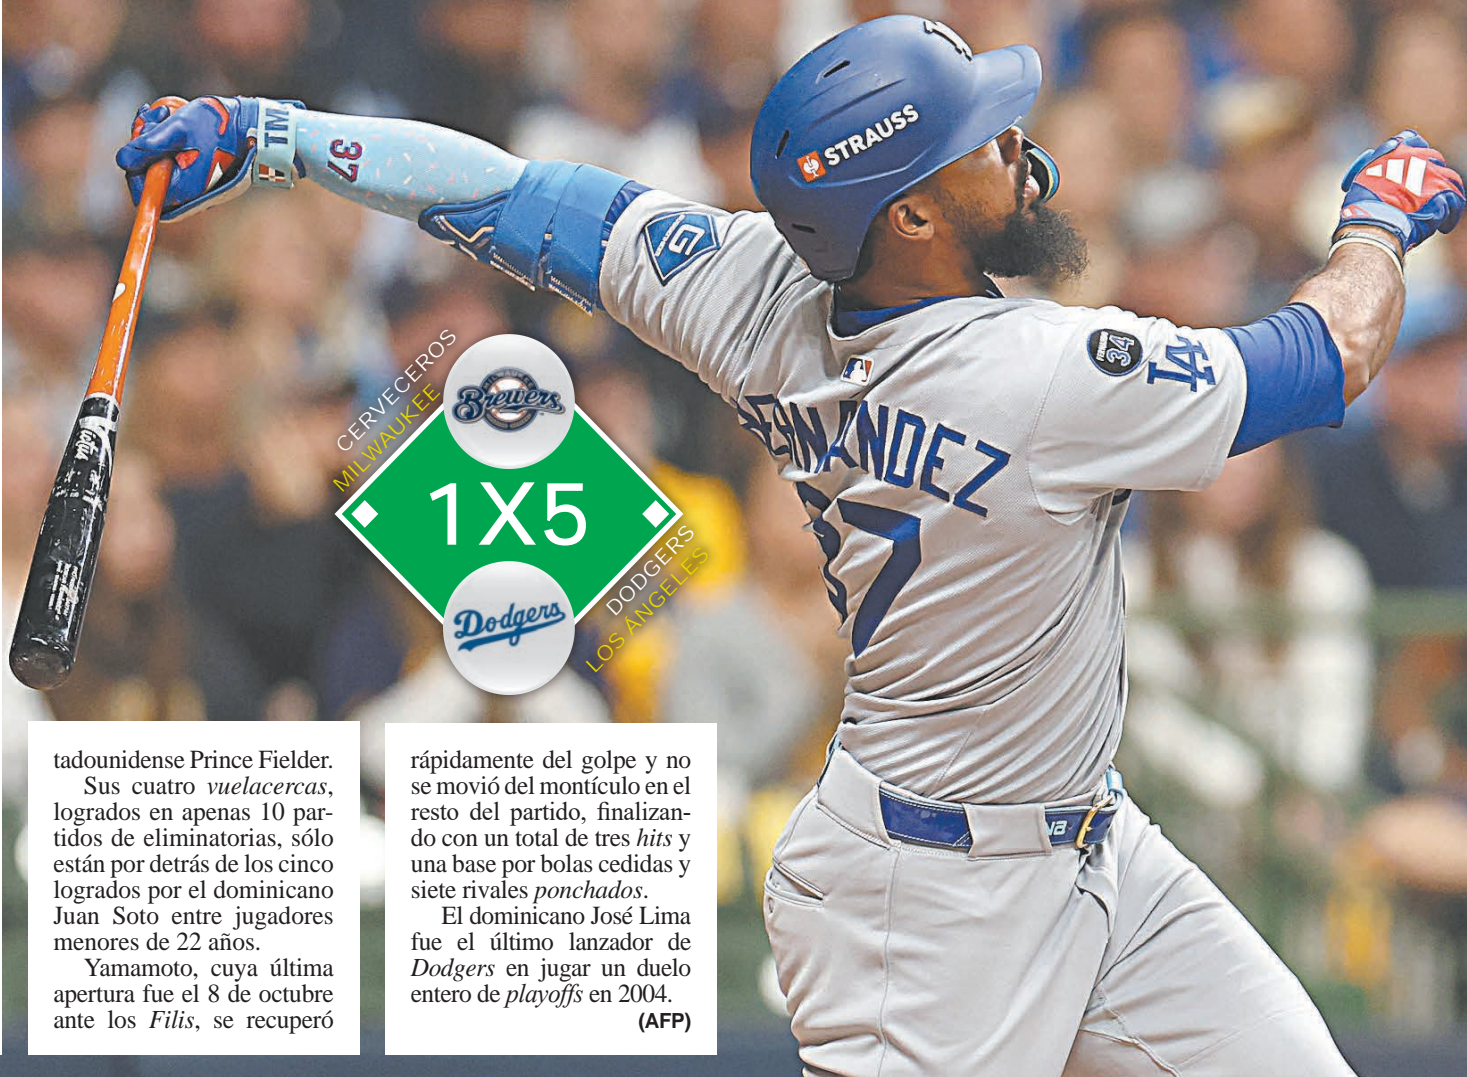 STRAUSS
TM
37
34
LA
HERNÁNDEZ
37
CERVECEROS
MILWAUKEE
MILWAUKEE
Brewers
1X5
Dodgers
DODGERS
LOS ÁNGELES
Victus
tadounidense Prince Fielder.
Sus cuatro vuelacercas,
logrados en apenas 10 par-
tidos de eliminatorias, sólo
están por detrás de los cinco
logrados por el dominicano
Juan Soto entre jugadores
menores de 22 años.
Yamamoto, cuya última
apertura fue el 8 de octubre
ante los Filis, se recuperó
rápidamente del golpe y no
se movió del montículo en el
resto del partido, finalizan-
do con un total de tres hits y
una base por bolas cedidas y
siete rivales ponchados.
El dominicano José Lima
fue el último lanzador de
Dodgers en jugar un duelo
entero de playoffs en 2004.
(AFP)